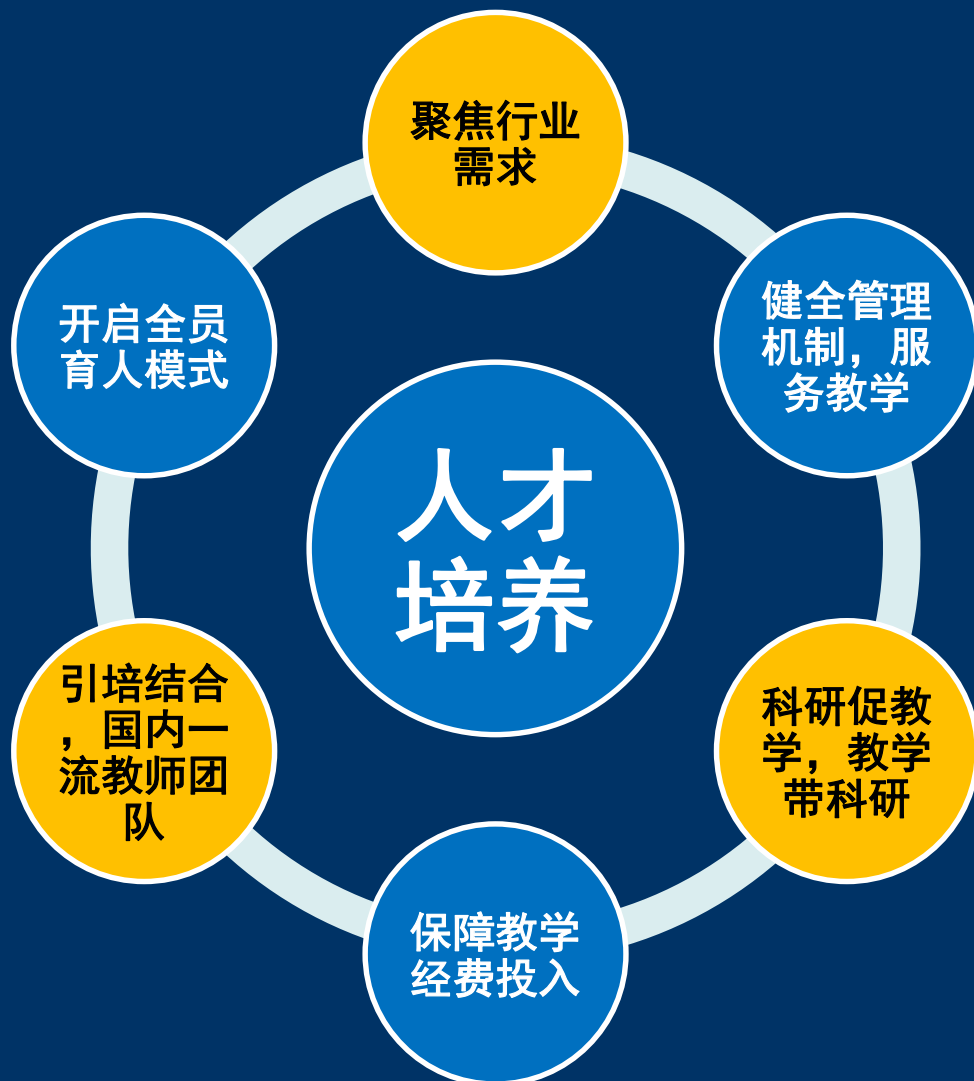 聚焦行业
需求
健全管理
机制，服
务教学
科研促教
学，教学
带科研
保障教学
经费投入
引培结合
，国内一
流教师团
队
开启全员
育人模式
人才
培养